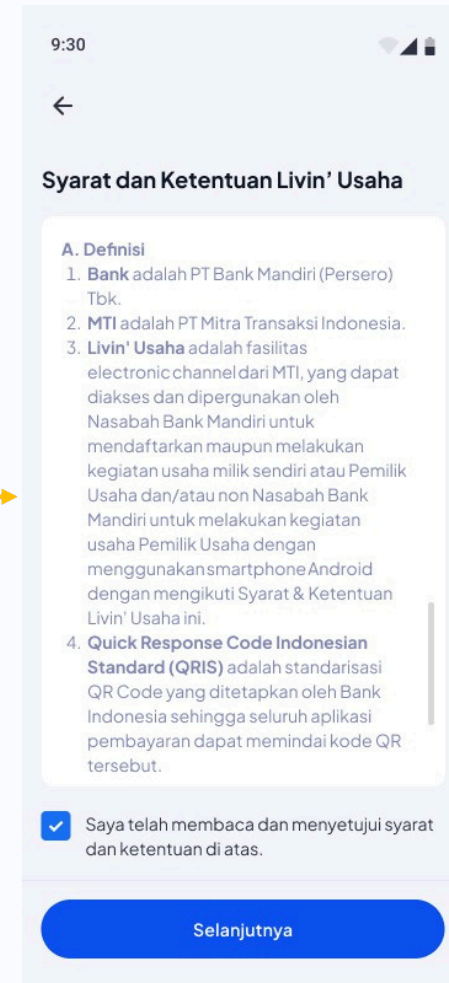 9:30
Syarat dan Ketentuan Livin’ Usaha
A. Definisi
1. Bank adalah PT Bank Mandiri (Persero)
Tbk.
2. MTI adalah PT Mitra Transaksi Indonesia.
3. Livin' Usaha adalah fasilitas
electronic channel dari MTI, yang dapat
diakses dan dipergunakan oleh
Nasabah Bank Mandiri untuk
mendaftarkan maupun melakukan
kegiatan usaha milik sendiri atau Pemilik
Usaha dan/atau non Nasabah Bank
Mandiri untuk melakukan kegiatan
usaha Pemilik Usaha dengan
menggunakan smartphone Android
dengan mengikuti Syarat & Ketentuan
Livin’ Usaha ini.
4. Quick Response Code Indonesian
Standard (QRIS) adalah standarisasi
QR Code yang ditetapkan oleh Bank
Indonesia sehingga seluruh aplikasi
pembayaran dapat memindai kode QR
tersebut.
Saya telah membaca dan menyetujui syarat
dan ketentuan di atas.
Selanjutnya